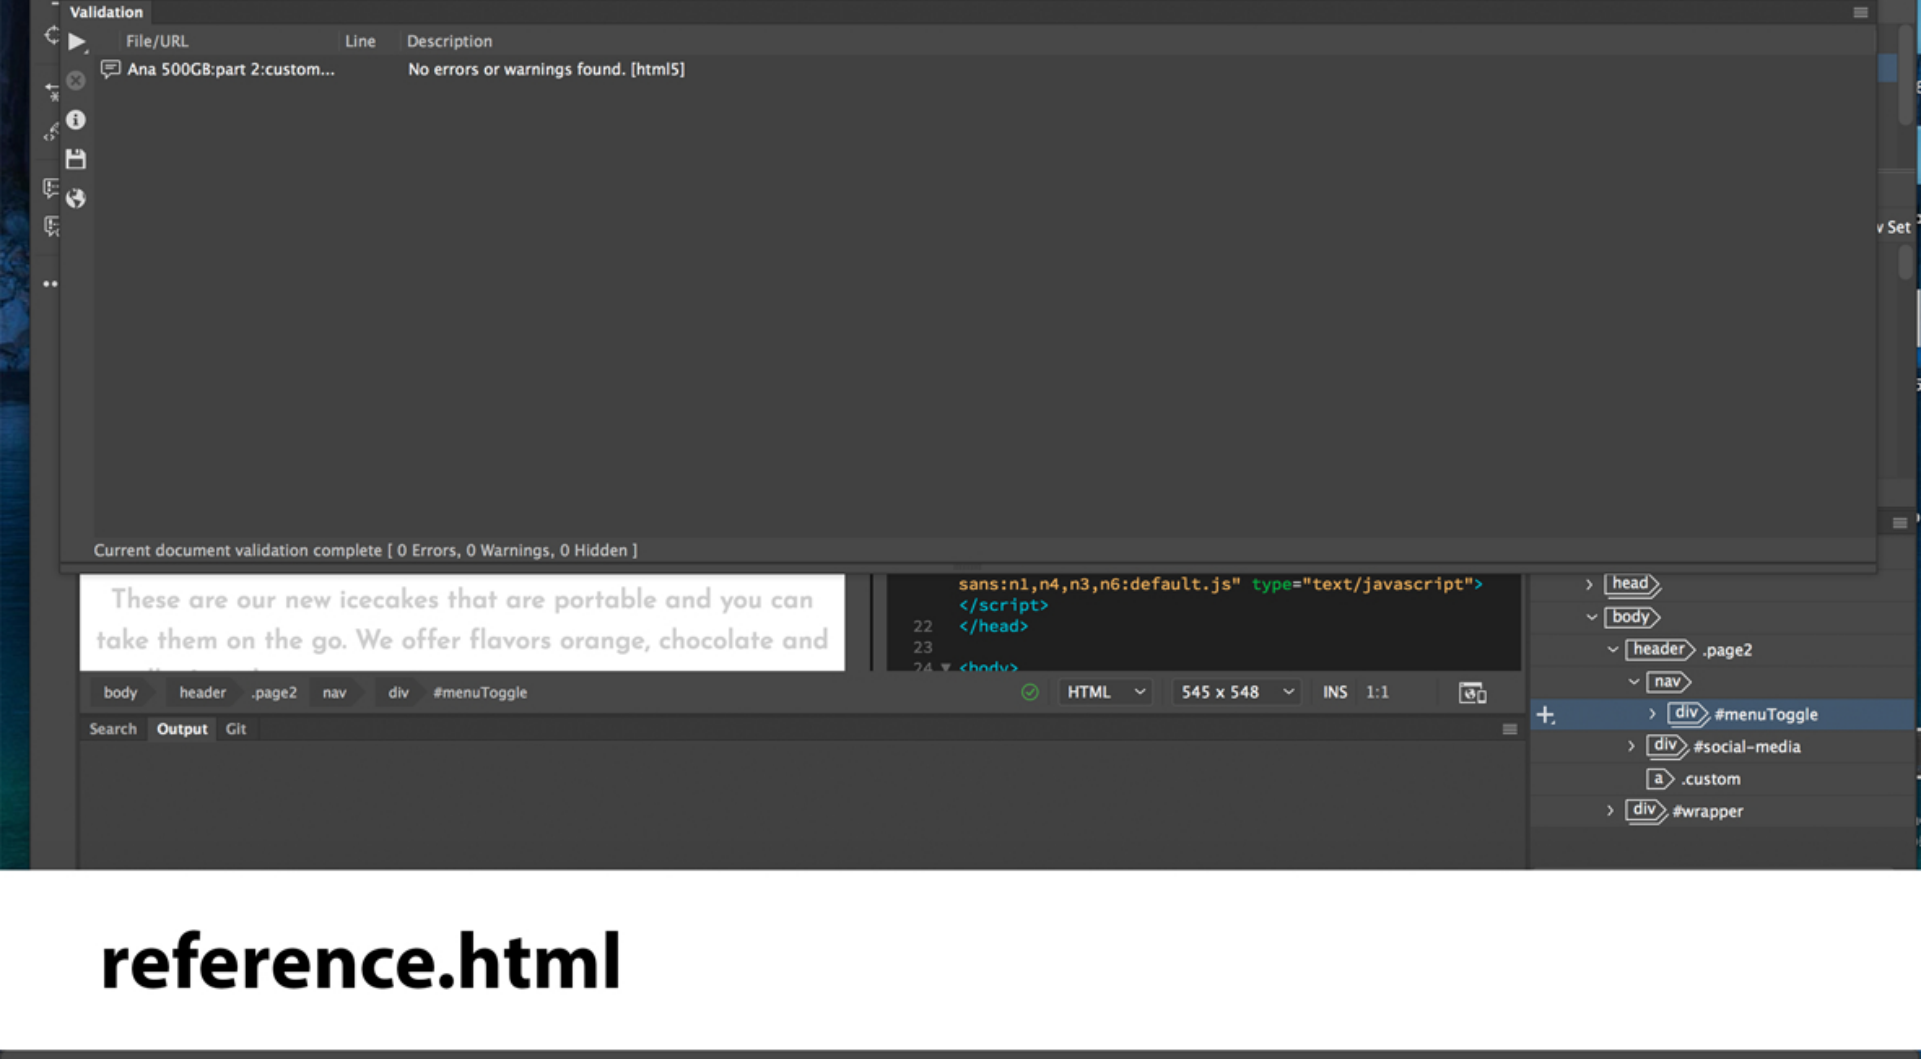 Validation
File/URL Line Description
Ana 500GB:part 2:custom... No errors or warnings found. [html5]
Set
Current document validation complete [ 0 Errors, 0 Warnings, 0 Hidden ]
These are our new icecakes that are portable and you can
take them on the go. We offer flavors orange, chocolate and
sans:n1,n4,n3,n6:default.js" type="text/javascript">
</script>
22 </head>
23
24 <body>
head
body
header .page2
nav
div #menuToggle
div #social-media
a .custom
div #wrapper
body header .page2 nav div #menuToggle HTML 545 x 548 INS 1:1
Search Output Git
reference.html